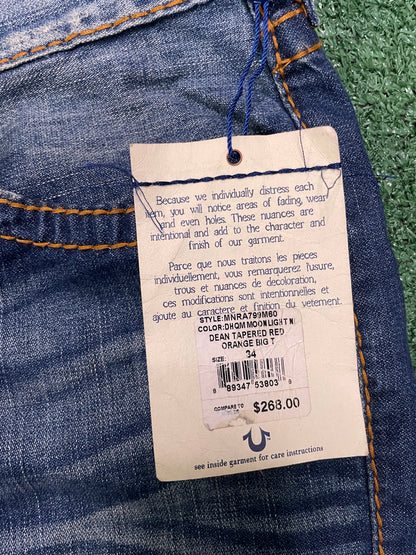 Because we individually distress each
item, you will notice areas of fading, wear
and even holes. These nuances are
intentional and add to the character and
finish of our garment.
Parce que nous traitons les pieces
individuellement, vous remarquerez l'usure,
trous et nuances de decoloration,
ces modifications sont intentionelles et
ajoute au caractere et finition du vetement.
STYLE:MNRA799M60
COLOR:DHQM MOONLIGHT M
DEAN TAPERED RED
ORANGE BIG T
SIZE: 34
89347 53803
COMPARE TO $268.00
see inside garment for care instructions